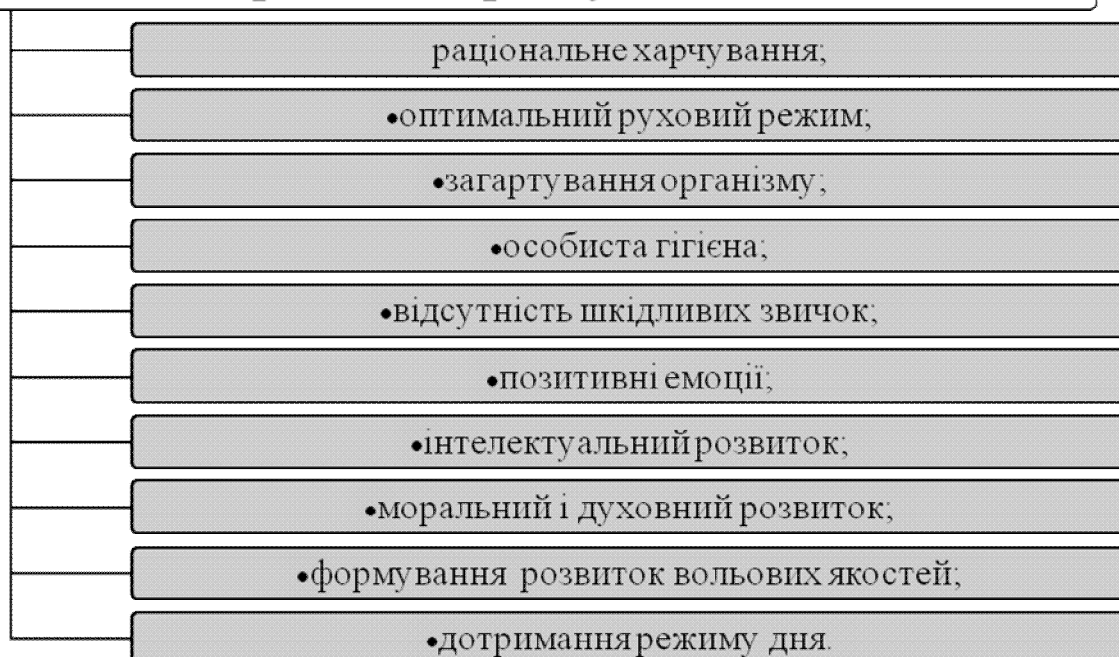 раціональне харчування;
•оптимальний руховий режим;
•загартування організму;
•особиста гігієна;
•відсутність шкідливих звичок;
•позитивні емоції;
•інтелектуальний розвиток;
•моральний і духовний розвиток;
•формування розвиток вольових якостей;
•дотримання режиму дня.